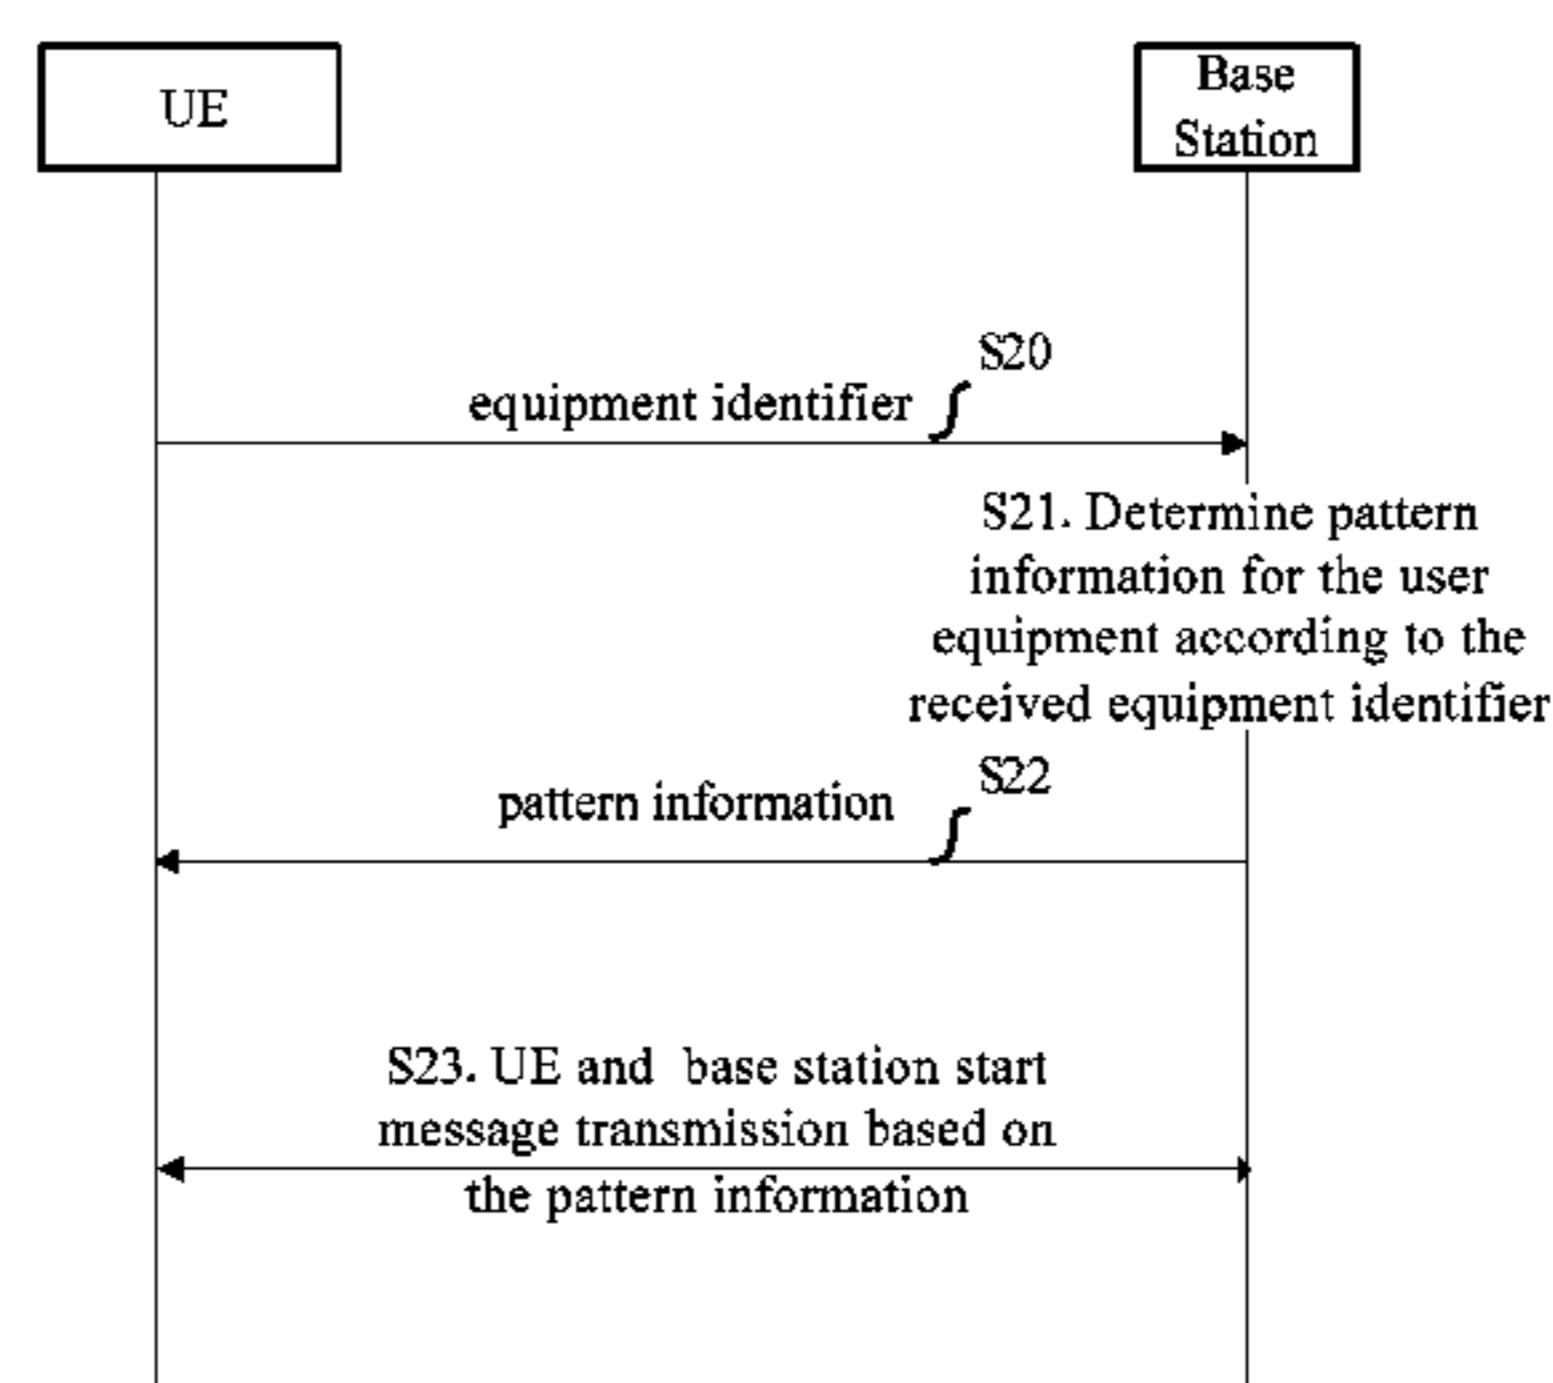 UE
Base
Station
S20
equipment identifier
S21. Determine pattern
information for the user
equipment according to the
received equipment identifier
S22
pattern information
S23. UE and base station start
message transmission based on
the pattern information